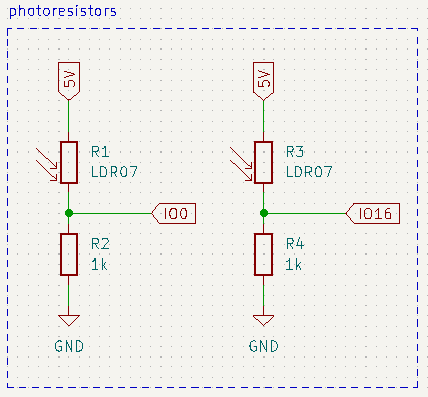 photoresistors
5V
5V
R1
LDR07
R3
LDR07
IO0
IO16
R2
1k
R4
1k
GND
GND